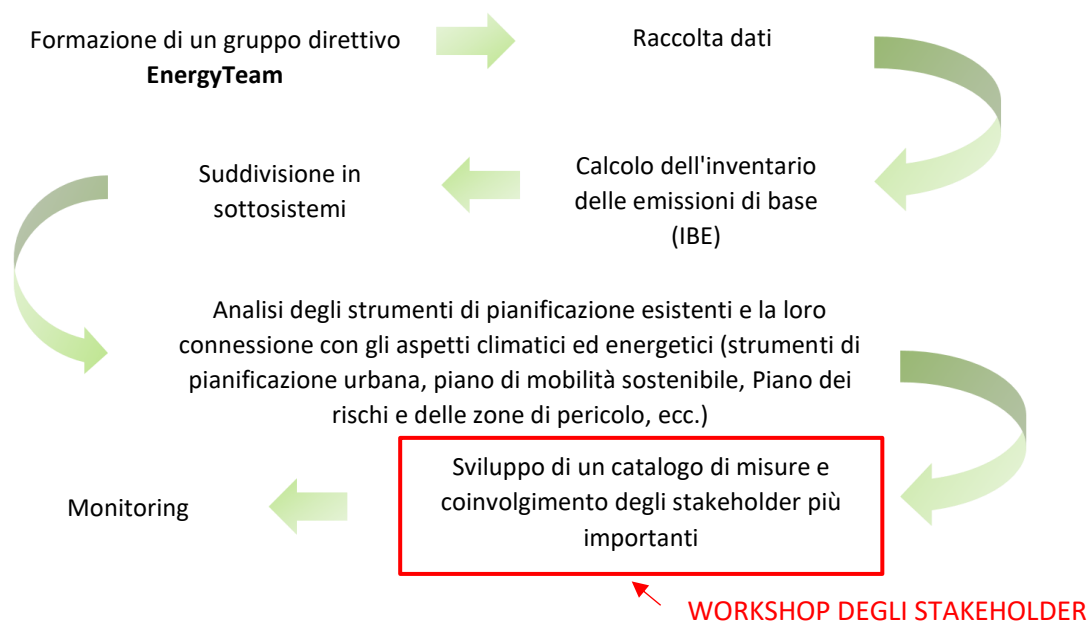 Formazione di un gruppo direttivo
EnergyTeam
Raccolta dati
Suddivisione in
sottosistemi
Calcolo dell'inventario
delle emissioni di base
(IBE)
Analisi degli strumenti di pianificazione esistenti e la loro
connessione con gli aspetti climatici ed energetici (strumenti di
pianificazione urbana, piano di mobilità sostenibile, Piano dei
rischi e delle zone di pericolo, ecc.)
Sviluppo di un catalogo di misure e
coinvolgimento degli stakeholder più
importanti
Monitoring
WORKSHOP DEGLI STAKEHOLDER